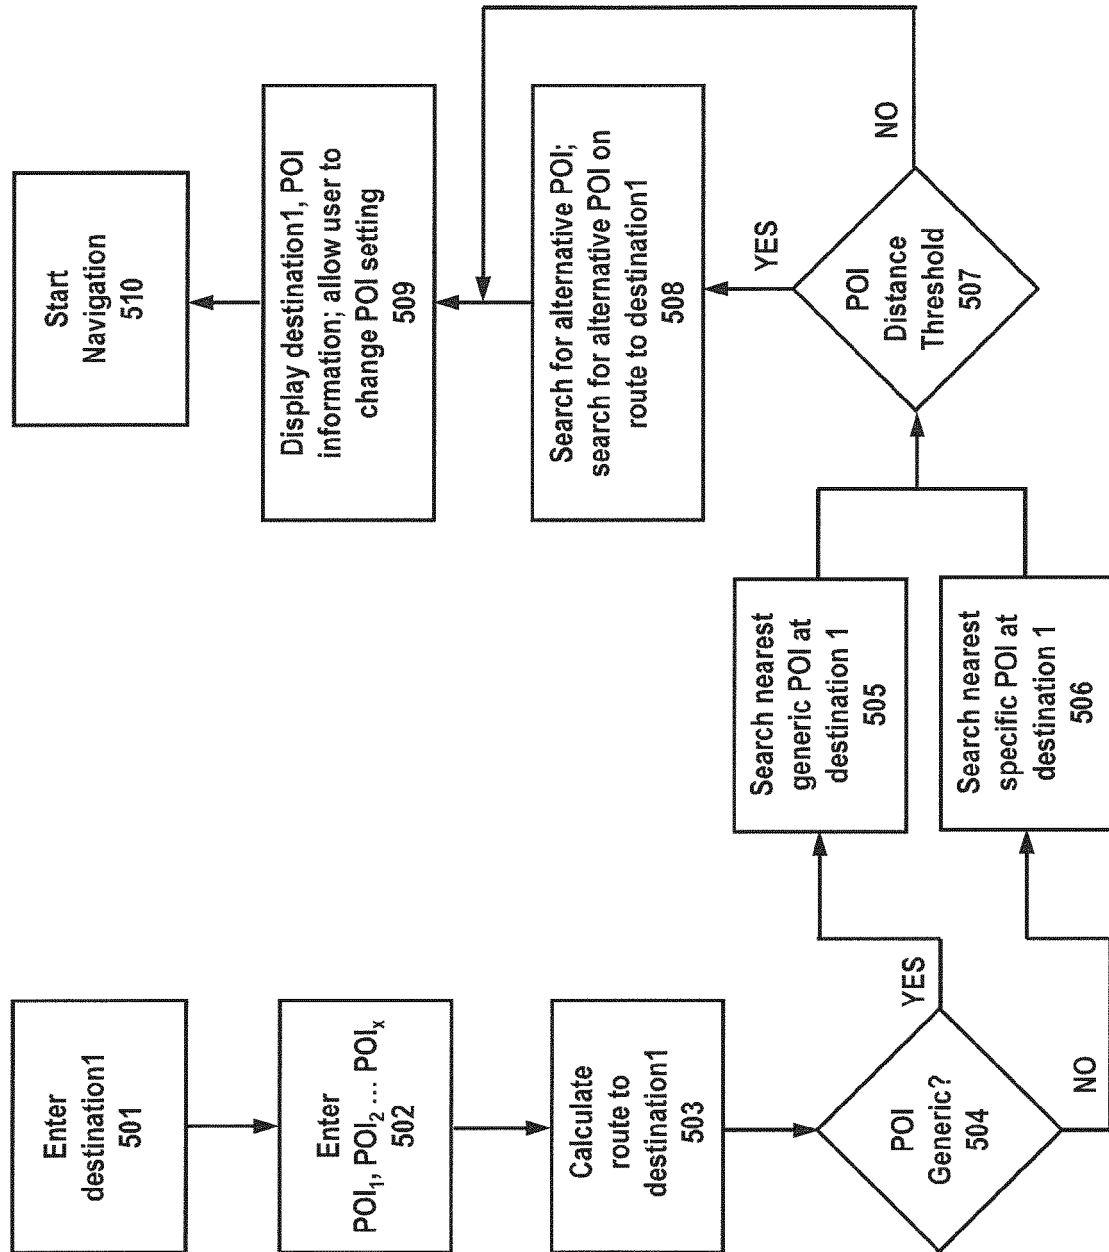 Enter
destination1
501
Enter
POI1, POI2 ... POIx
502
Calculate
route to
destination1
503
POI
Generic?
504
YES
NO
Search nearest
generic POI at
destination 1
505
Search nearest
specific POI at
destination 1
506
POI
Distance
Threshold
507
YES
NO
Search for alternative POI;
search for alternative POI on
route to destination1
508
Display destination1, POI
information; allow user to
change POI setting
509
Start
Navigation
510